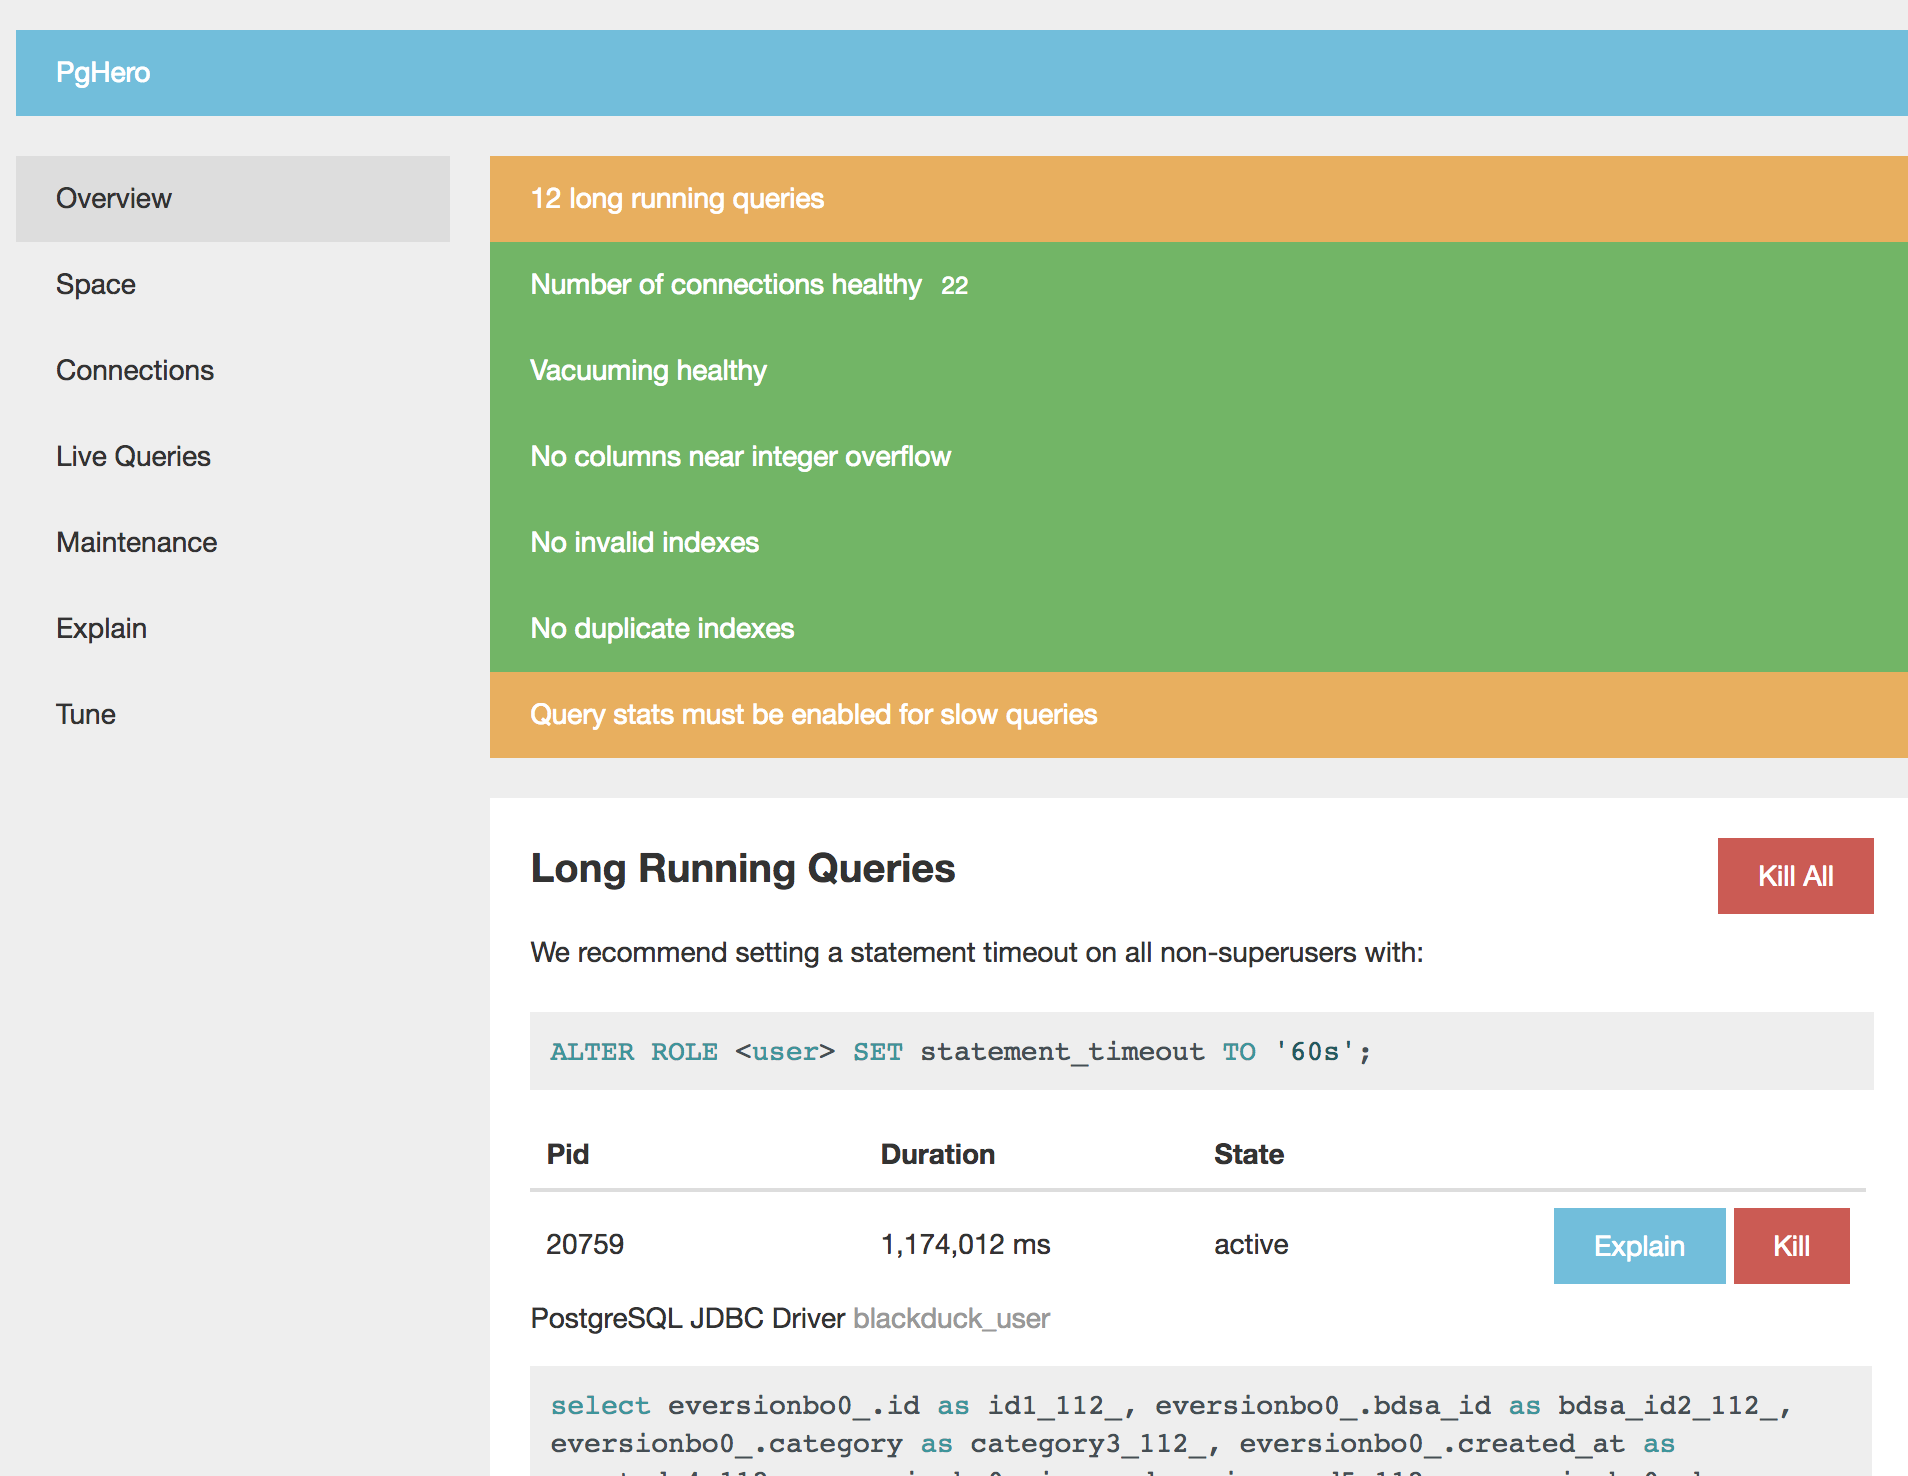 PgHero
Overview
Space
Connections
Live Queries
Maintenance
Explain
Tune
12 long running queries
Number of connections healthy 22
Vacuuming healthy
No columns near integer overflow
No invalid indexes
No duplicate indexes
Query stats must be enabled for slow queries
Long Running Queries
Kill All
We recommend setting a statement timeout on all non-superusers with:
ALTER ROLE <user> SET statement_timeout TO '60s';
Pid Duration State
20759 1,174,012 ms active Explain Kill
PostgreSQL JDBC Driver blackduck_user
select eversionbo0_.id as id1_112_, eversionbo0_.bdsa_id as bdsa_id2_112_,
eversionbo0_.category as category3_112_, eversionbo0_.created_at as